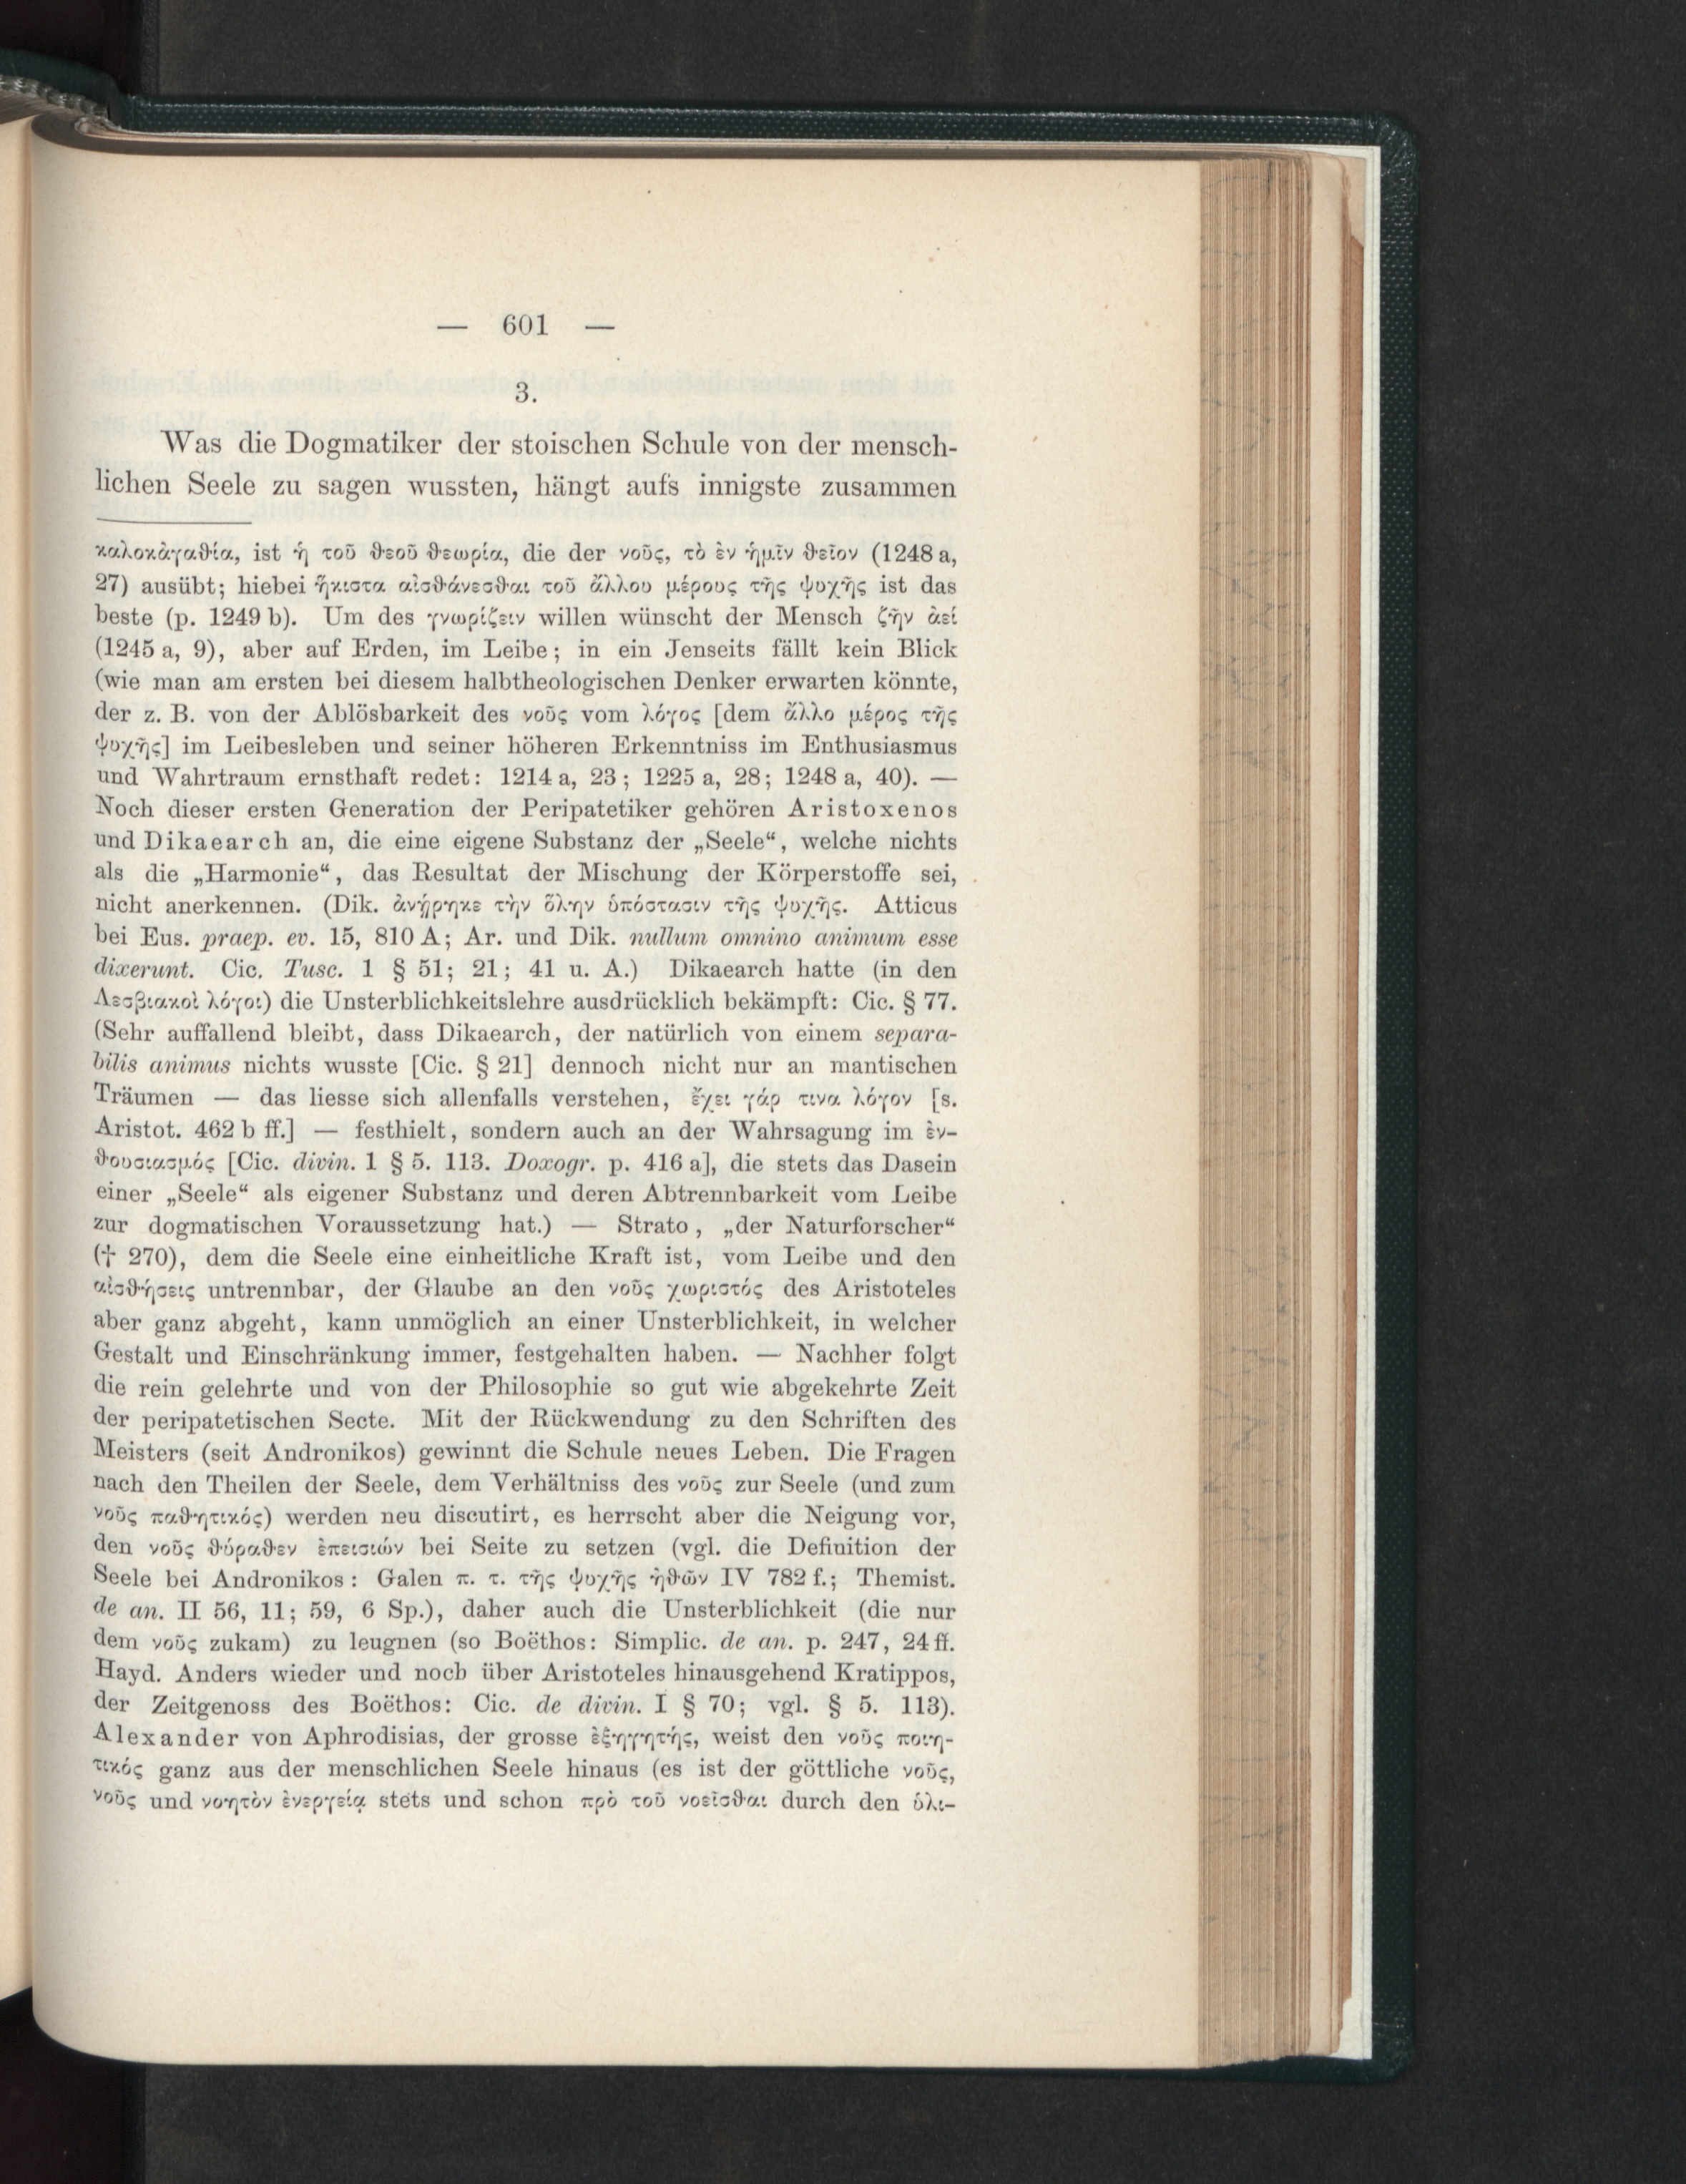 — 601 —
3.
Was die Dogmatiker der stoischen Schule von der mensch-
lichen Seele zu sagen wussten, hängt aufs innigste zusammen
καλοκἀγαθία, ist ἡ τοῦ θεοῦ θεωρία, die der νοῦς, τὸ ἐν ἡμῖν θεῖον (1248 a,
27) ausübt; hiebei ἥκιστα αἰσθάνεσθαι τοῦ ἄλλου μέρους τῆς ψυχῆς ist das
beste (p. 1249 b). Um des γνωρίζειν willen wünscht der Mensch ζῆν ἀεί
(1245 a, 9), aber auf Erden, im Leibe; in ein Jenseits fällt kein Blick
(wie man am ersten bei diesem halbtheologischen Denker erwarten könnte,
der z. B. von der Ablösbarkeit des νοῦς vom λόγος [dem ἄλλο μέρος τῆς
ψυχῆς] im Leibesleben und seiner höheren Erkenntniss im Enthusiasmus
und Wahrtraum ernsthaft redet: 1214 a, 23; 1225 a, 28; 1248 a, 40). —
Noch dieser ersten Generation der Peripatetiker gehören Aristoxenos
und Dikaearch an, die eine eigene Substanz der „Seele“, welche nichts
als die „Harmonie“, das Resultat der Mischung der Körperstoffe sei,
nicht anerkennen. (Dik. ἀνῄρηκε τὴν ὅλην ὑπόστασιν τῆς ψυχῆς. Atticus
bei Eus. praep. ev. 15, 810 A; Ar. und Dik. nullum omnino animum esse
dixerunt. Cic. Tusc. 1 § 51; 21; 41 u. A.) Dikaearch hatte (in den
Λεσβιακοὶ λόγοι) die Unsterblichkeitslehre ausdrücklich bekämpft: Cic. § 77.
(Sehr auffallend bleibt, dass Dikaearch, der natürlich von einem separa-
bilis animus nichts wusste [Cic. § 21] dennoch nicht nur an mantischen
Träumen — das liesse sich allenfalls verstehen, ἔχει γάρ τινα λόγον [s.
Aristot. 462 b ff.] — festhielt, sondern auch an der Wahrsagung im ἐν-
θουσιασμός [Cic. divin. 1 § 5. 113. Doxogr. p. 416 a], die stets das Dasein
einer „Seele“ als eigener Substanz und deren Abtrennbarkeit vom Leibe
zur dogmatischen Voraussetzung hat.) — Strato, „der Naturforscher“
(† 270), dem die Seele eine einheitliche Kraft ist, vom Leibe und den
αἰσθήσεις untrennbar, der Glaube an den νοῦς χωριστός des Aristoteles
aber ganz abgeht, kann unmöglich an einer Unsterblichkeit, in welcher
Gestalt und Einschränkung immer, festgehalten haben. — Nachher folgt
die rein gelehrte und von der Philosophie so gut wie abgekehrte Zeit
der peripatetischen Secte. Mit der Rückwendung zu den Schriften des
Meisters (seit Andronikos) gewinnt die Schule neues Leben. Die Fragen
nach den Theilen der Seele, dem Verhältniss des νοῦς zur Seele (und zum
νοῦς παθητικός) werden neu discutirt, es herrscht aber die Neigung vor,
den νοῦς θύραθεν ἐπεισιών bei Seite zu setzen (vgl. die Definition der
Seele bei Andronikos: Galen π. τ. τῆς ψυχῆς ἠθῶν IV 782 f.; Themist.
de an. II 56, 11; 59, 6 Sp.), daher auch die Unsterblichkeit (die nur
dem νοῦς zukam) zu leugnen (so Boëthos: Simplic. de an. p. 247, 24 ff.
Hayd. Anders wieder und noch über Aristoteles hinausgehend Kratippos,
der Zeitgenoss des Boëthos: Cic. de divin. I § 70; vgl. § 5. 113).
Alexander von Aphrodisias, der grosse ἐξηγητής, weist den νοῦς ποιη-
τικός ganz aus der menschlichen Seele hinaus (es ist der göttliche νοῦς,
νοῦς und νοητὸν ἐνεργείᾳ stets und schon πρὸ τοῦ νοεῖσθαι durch den ὑλι-